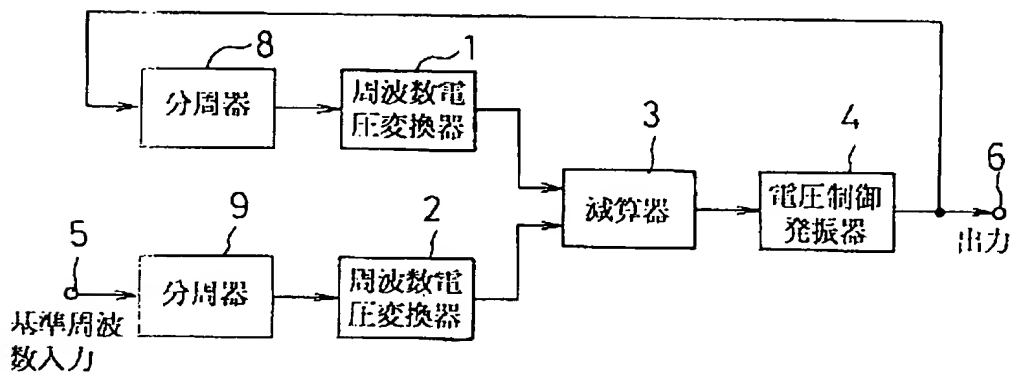 8
分周器
1
周波数電
圧変換器
3
減算器
4
電圧制御
発振器
6
出力
5
基準周波
数入力
9
分周器
2
周波数電
圧変換器